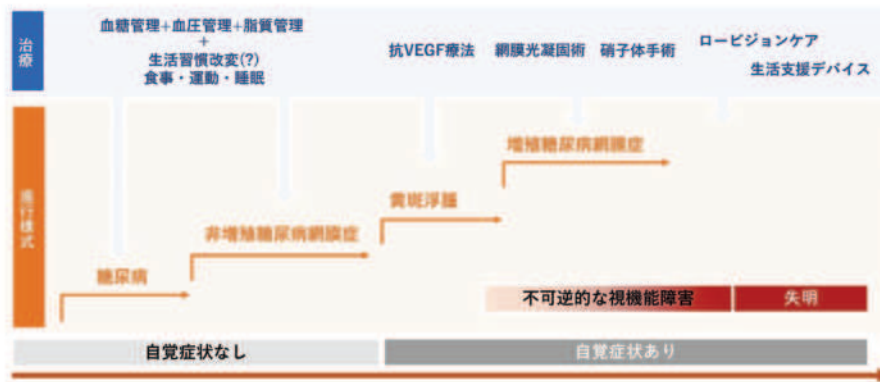 治療
血糖管理+血圧管理+脂質管理
+
生活習慣改変(?)
食事・運動・睡眠
抗VEGF療法
網膜光凝固術
硝子体手術
ロービジョンケア
生活支援デバイス
進行様式
糖尿病
非増殖糖尿病網膜症
黄斑浮腫
増殖糖尿病網膜症
不可逆的な視機能障害
失明
自覚症状なし
自覚症状あり